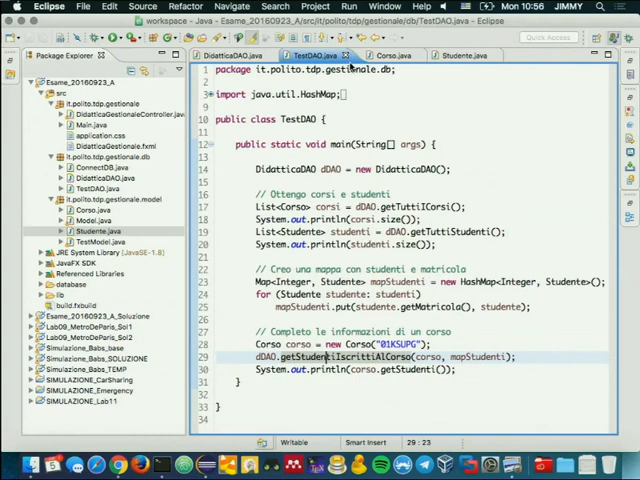 Eclipse File Edit Source Refactor Navigate Search Project Run Window Help Mon 10:56 JIMMY
workspace - Java - Esame_20160923_A/src/it/polito/tdp/gestionale/db/TestDAO.java - Eclipse
Quick Access
Package Explorer
DidatticaDAO.java TestDAO.java Corso.java Studente.java
Esame_20160923_A
src
it.polito.tdp.gestionale
DidatticaGestionaleController.java
Main.java
application.css
DidatticaGestionale.fxml
it.polito.tdp.gestionale.db
ConnectDB.java
DidatticaDAO.java
TestDAO.java
it.polito.tdp.gestionale.model
Corso.java
Model.java
Studente.java
TestModel.java
JRE System Library [JavaSE-1.8]
JavaFX SDK
Referenced Libraries
database
lib
build.fxbuild
Esame_20160923_A_Soluzione
Lab09_MetroDeParis_Sol1
Lab09_MetroDeParis_Sol2
SIMULAZIONE_Babs
SIMULAZIONE_Babs_SOLUZIONE
SIMULAZIONE_CarSharing
SIMULAZIONE_Emergency
SIMULAZIONE_Lab11
1 package it.polito.tdp.gestionale.db;
2
3 import java.util.HashMap;
9
10 public class TestDAO {
11
12 public static void main(String[] args) {
13
14 DidatticaDAO dDAO = new DidatticaDAO();
15
16 // Ottengo corsi e studenti
17 List<Corso> corsi = dDAO.getTuttiICorsi();
18 System.out.println(corsi.size());
19 List<Studente> studenti = dDAO.getTuttiStudenti();
20 System.out.println(studenti.size());
21
22 // Creo una mappa con studenti e matricola
23 Map<Integer, Studente> mapStudenti = new HashMap<Integer, Studente>();
24 for (Studente studente: studenti)
25 mapStudenti.put(studente.getMatricola(), studente);
26
27 // Completo le informazioni di un corso
28 Corso corso = new Corso("01KSUPG");
29 dDAO.getStudentiIscrittiAlCorso(corso, mapStudenti);
30 System.out.println(corso.getStudenti());
31 }
32
33 }
34
Writable Smart Insert 29 : 23